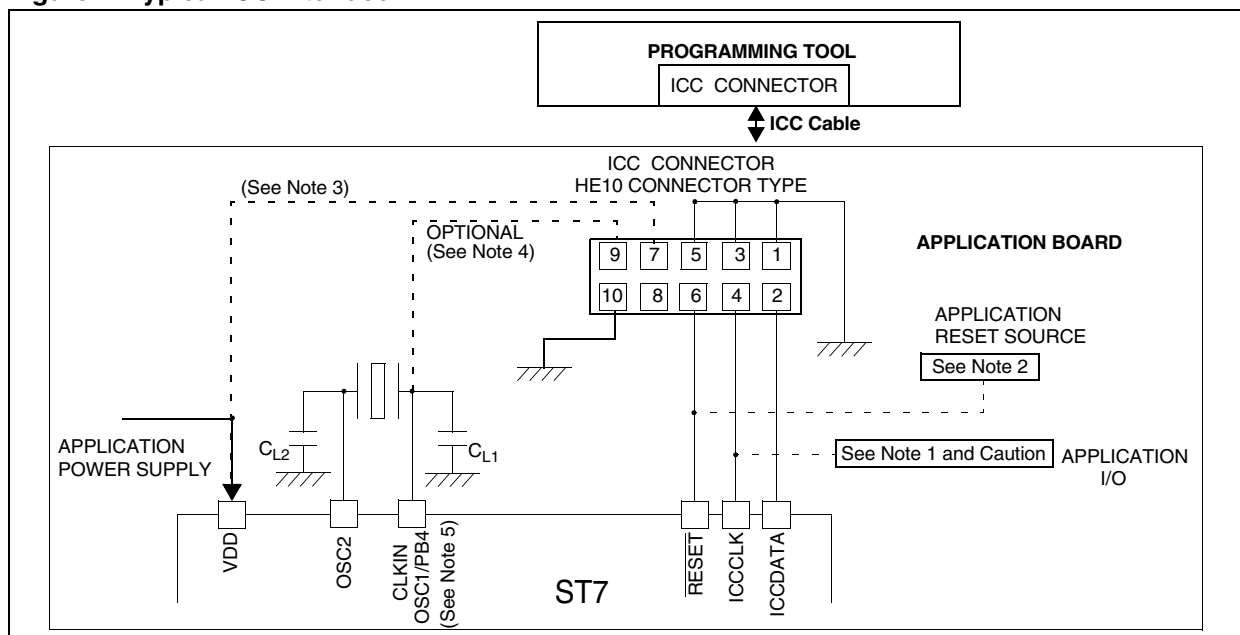 PROGRAMMING TOOL
ICC CONNECTOR
ICC Cable
ICC CONNECTOR
HE10 CONNECTOR TYPE
(See Note 3)
OPTIONAL
(See Note 4)
9 7 5 3 1
10 8 6 4 2
APPLICATION BOARD
APPLICATION
RESET SOURCE
See Note 2
APPLICATION
POWER SUPPLY
CL2
CL1
See Note 1 and Caution
APPLICATION
I/O
VDD
OSC2
CLKIN
OSC1/PB4
(See Note 5)
RESET
ICCCLK
ICCDATA
ST7